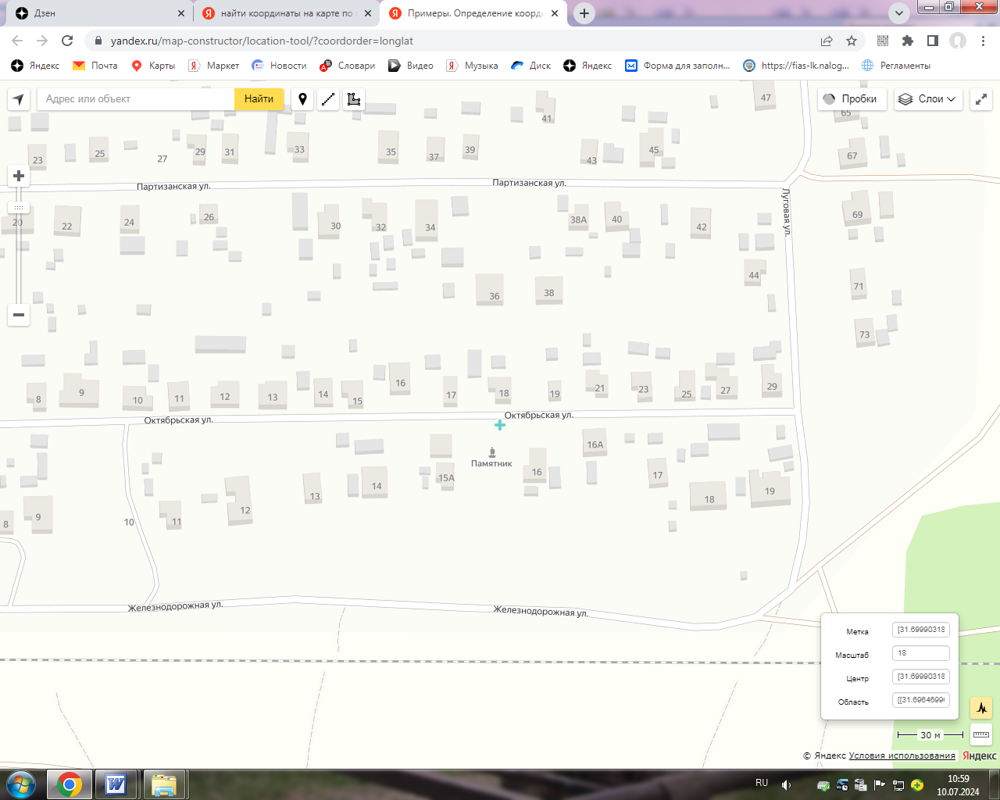 Дзен
найти координаты на карте по
Примеры. Определение коорди
yandex.ru/map-constructor/location-tool/?coordorder=longlat
Яндекс
Почта
Карты
Маркет
Новости
Словари
Видео
Музыка
Диск
Яндекс
Форма для заполн...
https://fias-lk.nalog...
Регламенты
Адрес или объект
Найти
Пробки
Слои
47
41
65
23
25
27
29
31
33
35
37
39
43
45
67
Партизанская ул.
Партизанская ул.
Луговая ул.
20
22
24
26
30
32
34
38А
40
42
69
44
36
38
71
73
8
9
10
11
12
13
14
15
16
17
18
19
21
23
25
27
29
Октябрьская ул.
Октябрьская ул.
16А
Памятник
15А
16
17
18
19
14
13
12
11
10
9
8
Железнодорожная ул.
Железнодорожная ул.
Метка
[31.69990318
Масштаб
18
Центр
[31.69990318
Область
[[31.6964699
30 м
© Яндекс Условия использования Яндекс
RU
10:59
10.07.2024